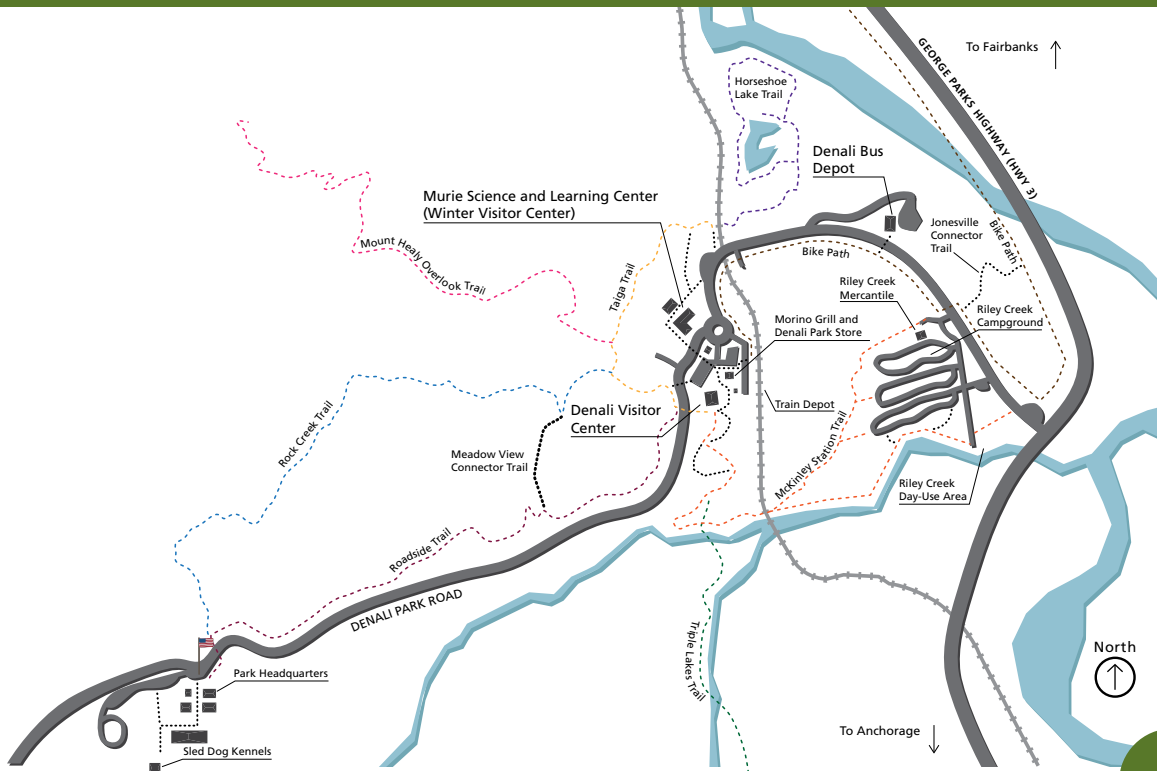 To Fairbanks
GEORGE PARKS HIGHWAY (HWY 3)
Horseshoe
Lake Trail
Denali Bus
Depot
Murie Science and Learning Center
(Winter Visitor Center)
Jonesville
Connector
Trail
Bike Path
Bike Path
Mount Healy Overlook Trail
Taiga Trail
Riley Creek
Mercantile
Riley Creek
Campground
Morino Grill and
Denali Park Store
Train Depot
Denali Visitor
Center
Rock Creek Trail
Meadow View
Connector Trail
McKinley Station Trail
Riley Creek
Day-Use Area
Roadside Trail
DENALI PARK ROAD
Triple Lakes Trail
North
Park Headquarters
To Anchorage
Sled Dog Kennels